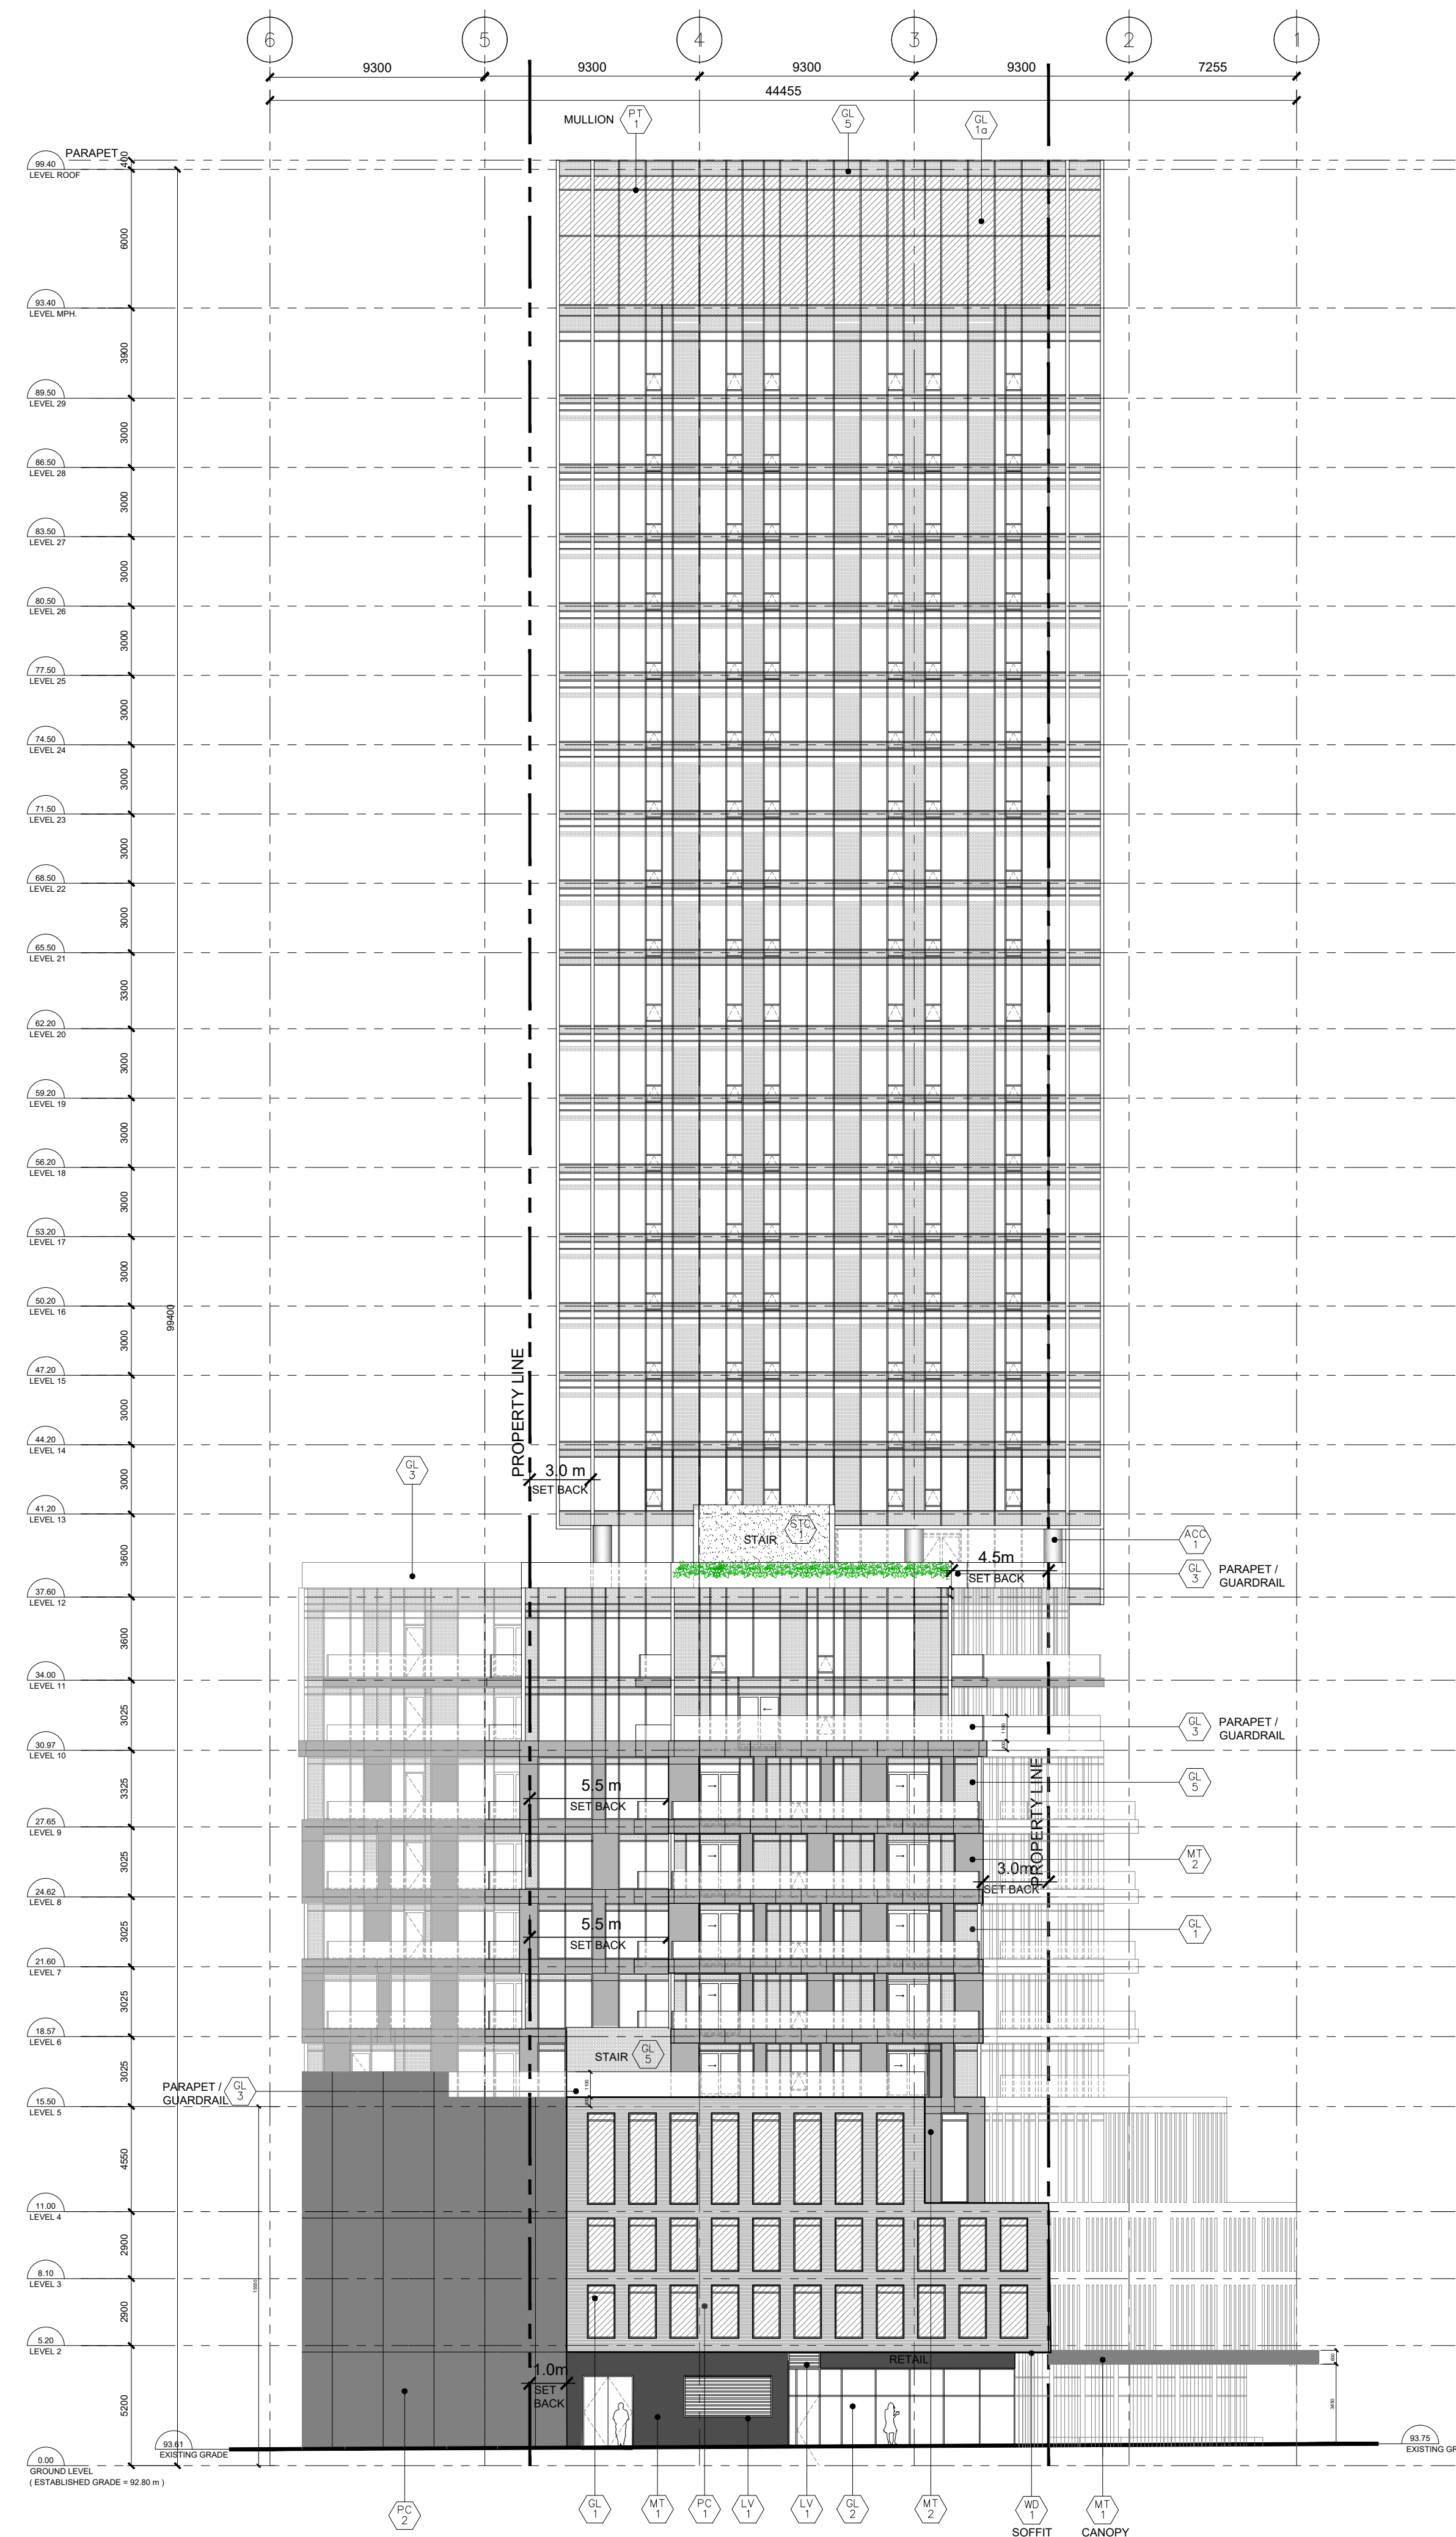 6
5
4
3
2
1
9300
9300
9300
9300
7255
44455
MULLION
PT
1
GL
5
GL
1a
PARAPET
400
99.40
LEVEL ROOF
6000
93.40
LEVEL MPH.
3900
89.50
LEVEL 29
3000
86.50
LEVEL 28
3000
83.50
LEVEL 27
3000
80.50
LEVEL 26
3000
77.50
LEVEL 25
3000
74.50
LEVEL 24
3000
71.50
LEVEL 23
3000
68.50
LEVEL 22
3000
65.50
LEVEL 21
3300
62.20
LEVEL 20
3000
59.20
LEVEL 19
3000
56.20
LEVEL 18
3000
53.20
LEVEL 17
3000
50.20
LEVEL 16
99400
3000
47.20
LEVEL 15
3000
PROPERTY LINE
44.20
LEVEL 14
3000
GL
3
3.0 m
SET BACK
41.20
LEVEL 13
3600
STAIR
STC
1
ACC
1
4.5m
SET BACK
GL
3
PARAPET /
GUARDRAIL
37.60
LEVEL 12
3600
34.00
LEVEL 11
3025
1100
GL
3
PARAPET /
GUARDRAIL
30.97
LEVEL 10
3325
5.5 m
SET BACK
GL
5
PROPERTY LINE
27.65
LEVEL 9
3025
MT
2
3.0m
SET BACK
24.62
LEVEL 8
3025
5.5 m
SET BACK
GL
1
21.60
LEVEL 7
3025
18.57
LEVEL 6
3025
STAIR
GL
5
1100
PARAPET /
GUARDRAIL
GL
3
15.50
LEVEL 5
4550
11.00
LEVEL 4
2900
8.10
LEVEL 3
2900
5.20
LEVEL 2
5200
RETAIL
1.0m
SET
BACK
600
3450
93.61
EXISTING GRADE
93.75
EXISTING GR
0.00
GROUND LEVEL
( ESTABLISHED GRADE = 92.80 m )
PC
2
GL
1
MT
1
PC
1
LV
1
LV
1
GL
2
MT
2
WD
1
SOFFIT
MT
1
CANOPY